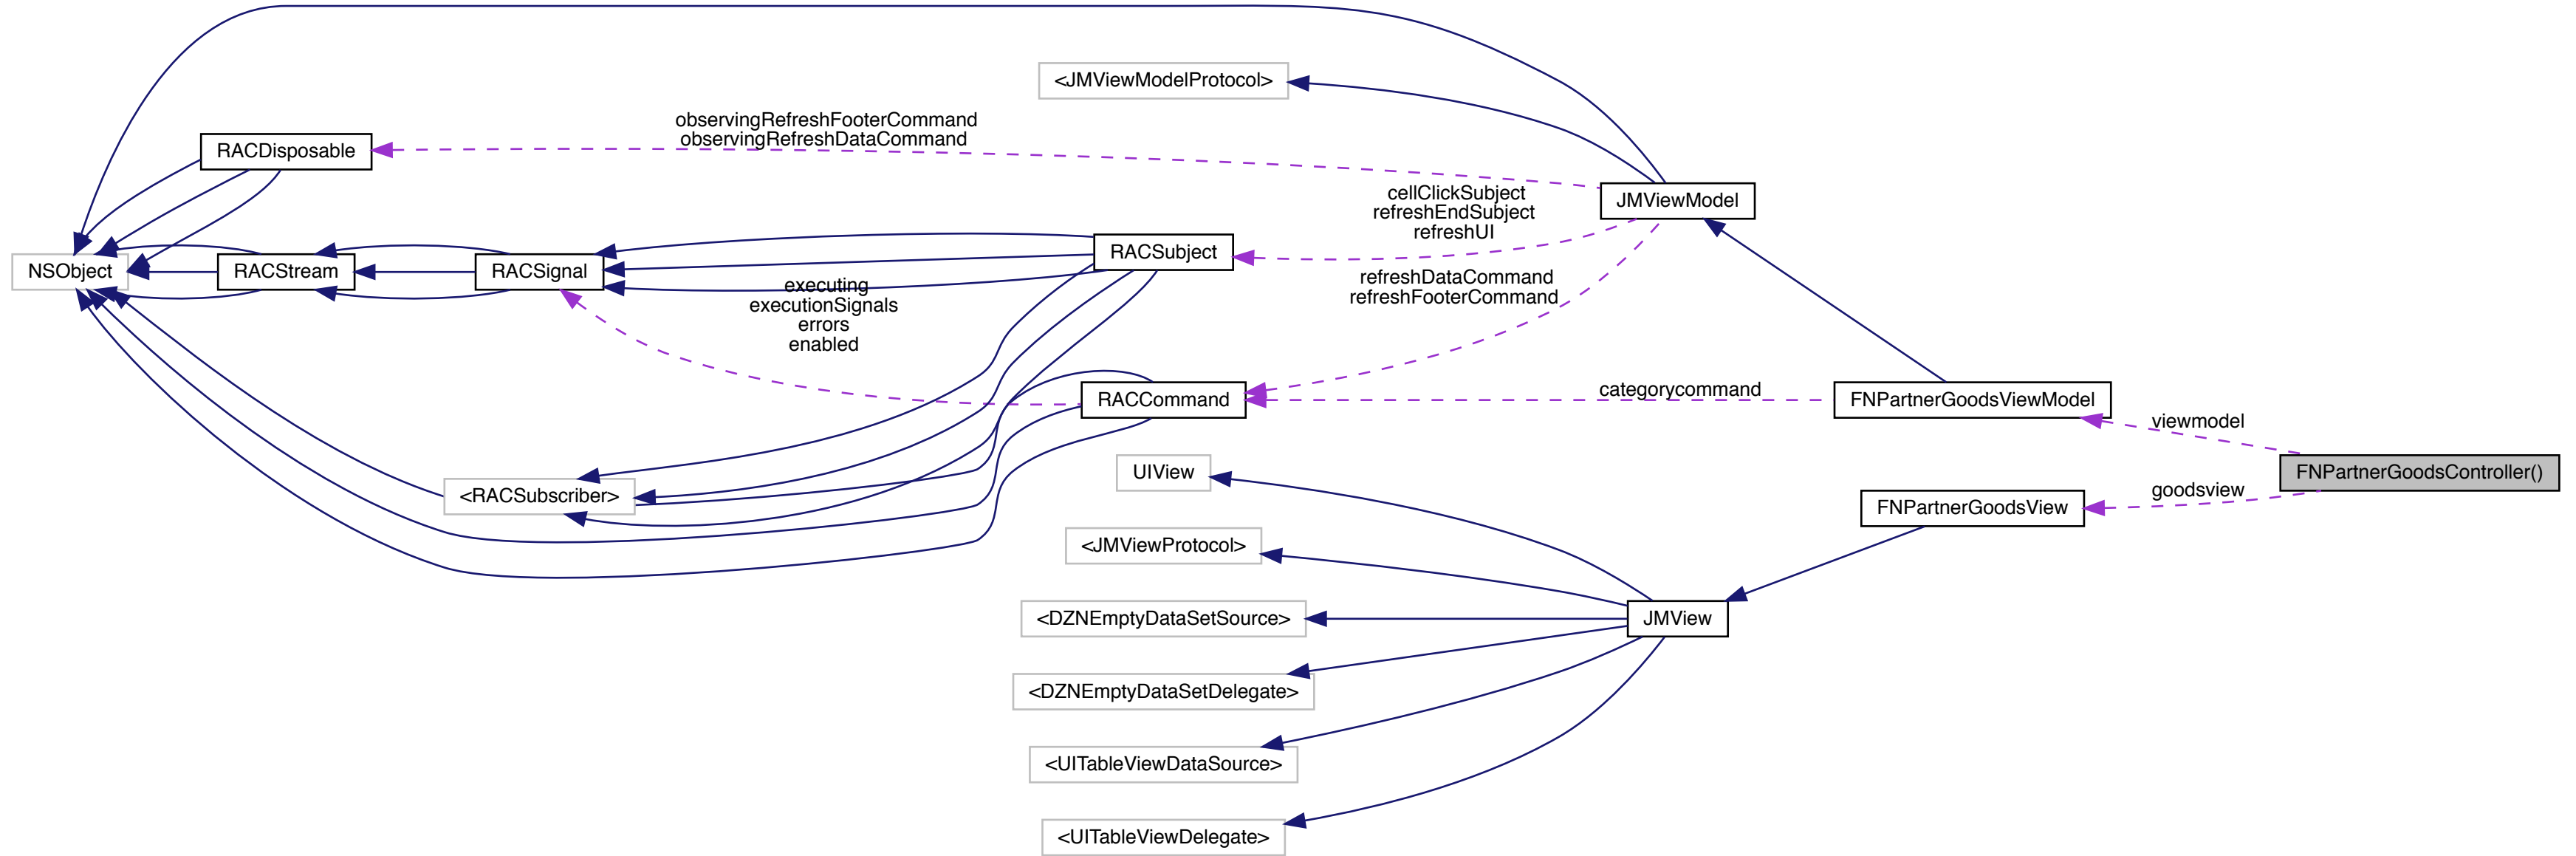 <JMViewModelProtocol>
observingRefreshFooterCommand
observingRefreshDataCommand
RACDisposable
cellClickSubject
refreshEndSubject
refreshUI
JMViewModel
NSObject
RACStream
RACSignal
RACSubject
executing
executionSignals
errors
enabled
refreshDataCommand
refreshFooterCommand
RACCommand
categorycommand
FNPartnerGoodsViewModel
viewmodel
FNPartnerGoodsController()
goodsview
FNPartnerGoodsView
<RACSubscriber>
UIView
<JMViewProtocol>
<DZNEmptyDataSetSource>
JMView
<DZNEmptyDataSetDelegate>
<UITableViewDataSource>
<UITableViewDelegate>